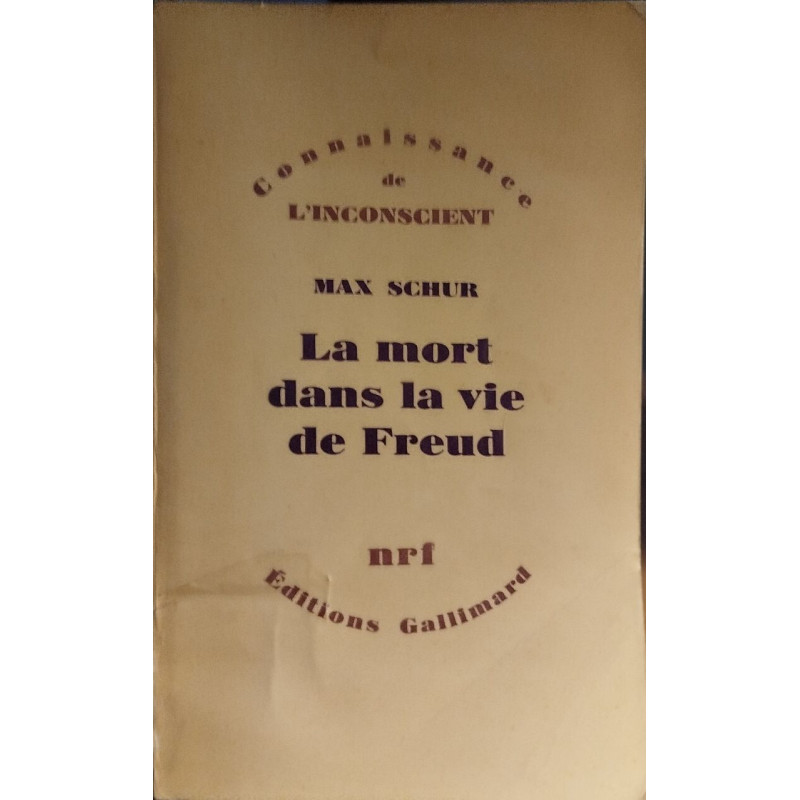 Connaissance
de
L'INCONSCIENT
MAX SCHUR
La mort
dans la vie
de Freud
nrf
Éditions Gallimard